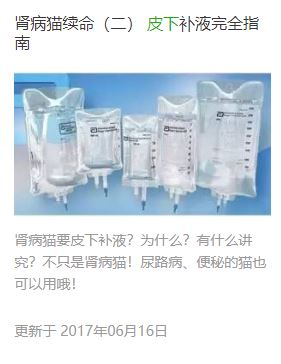 肾病猫续命（二） 皮下补液完全指
南
肾病猫要皮下补液？为什么？有什么讲
究？不只是肾病猫！尿路病、便秘的猫也
可以用哦！
更新于 2017年06月16日